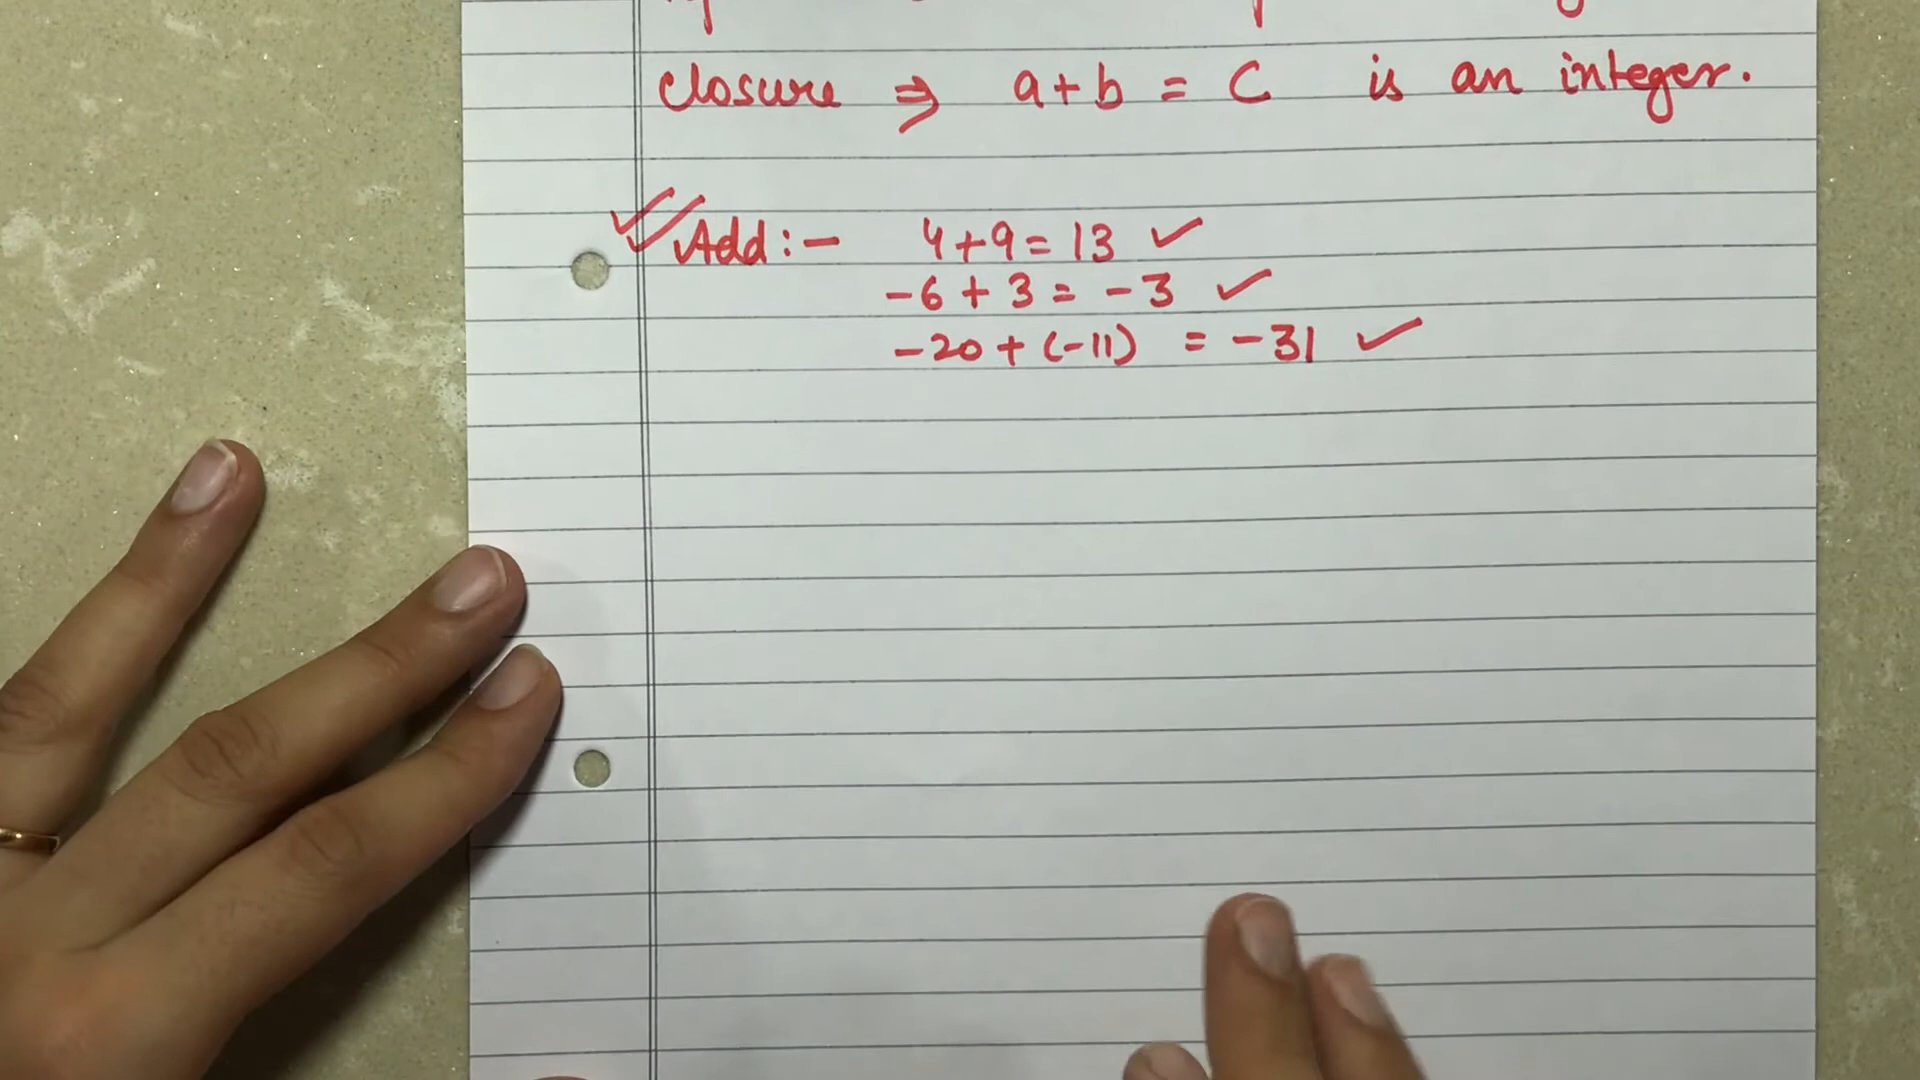 closure ⇒ a+b = C is an integer.
✓✓ Add :- 4+9 = 13 ✓
-6 + 3 = -3 ✓
-20 + (-11) = -31 ✓